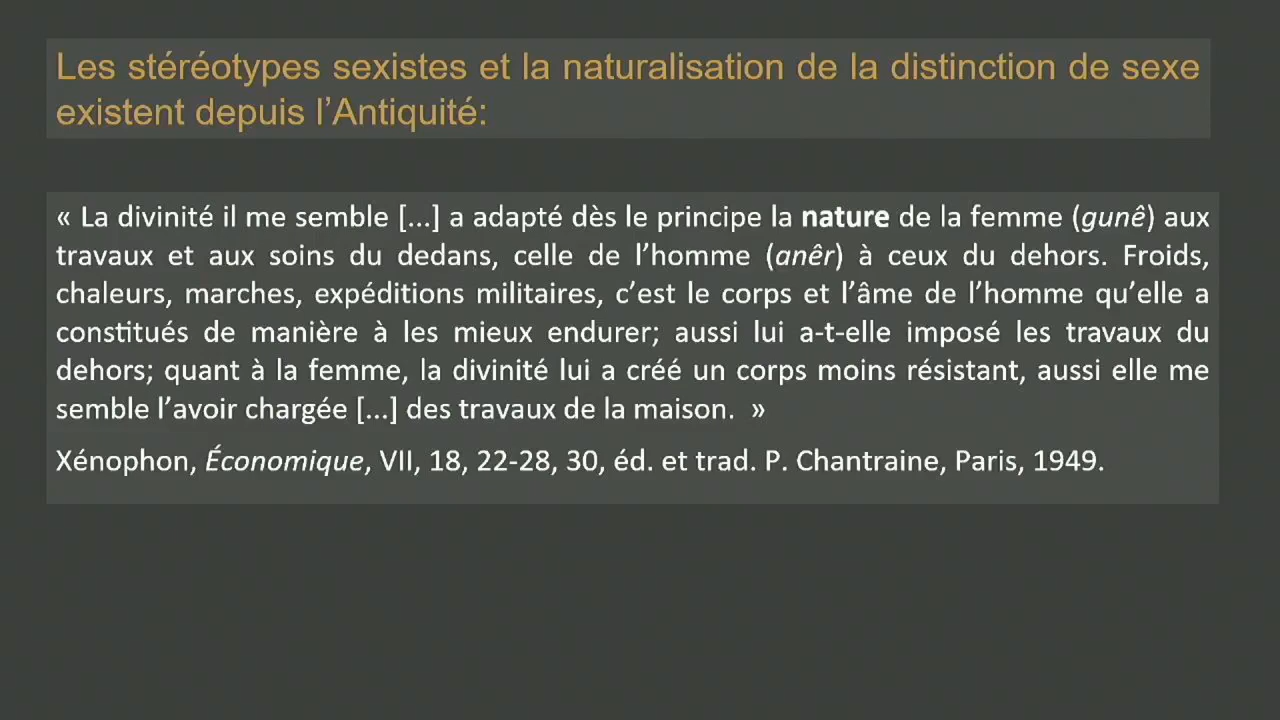 Les stéréotypes sexistes et la naturalisation de la distinction de sexe
existent depuis l’Antiquité:
« La divinité il me semble [...] a adapté dès le principe la nature de la femme (gunê) aux
travaux et aux soins du dedans, celle de l’homme (anêr) à ceux du dehors. Froids,
chaleurs, marches, expéditions militaires, c’est le corps et l’âme de l’homme qu’elle a
constitués de manière à les mieux endurer; aussi lui a-t-elle imposé les travaux du
dehors; quant à la femme, la divinité lui a créé un corps moins résistant, aussi elle me
semble l’avoir chargée [...] des travaux de la maison. »
Xénophon, Économique, VII, 18, 22-28, 30, éd. et trad. P. Chantraine, Paris, 1949.